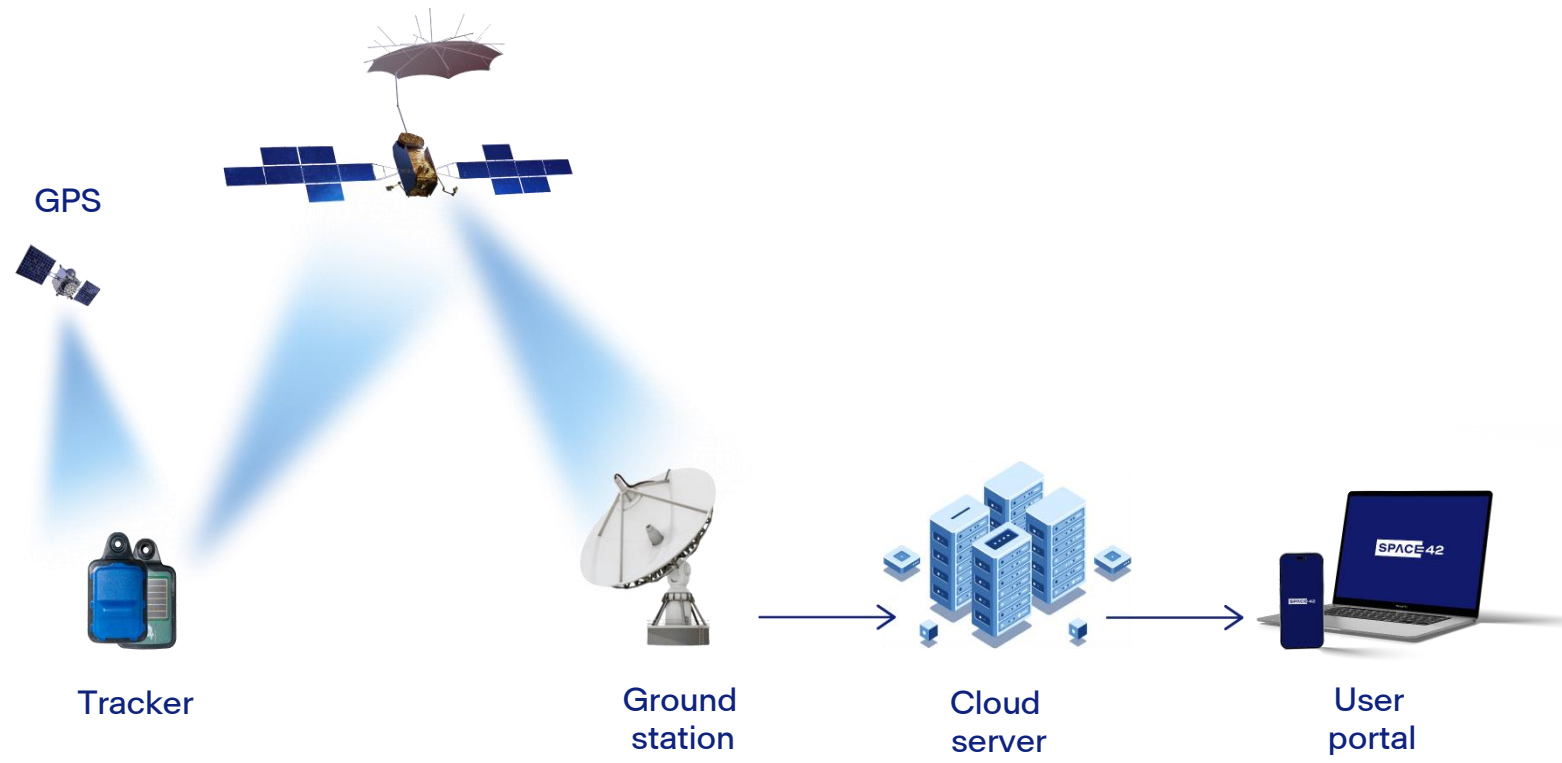 GPS
SPACE42
SPACE42
Tracker
Ground
station
Cloud
server
User
portal